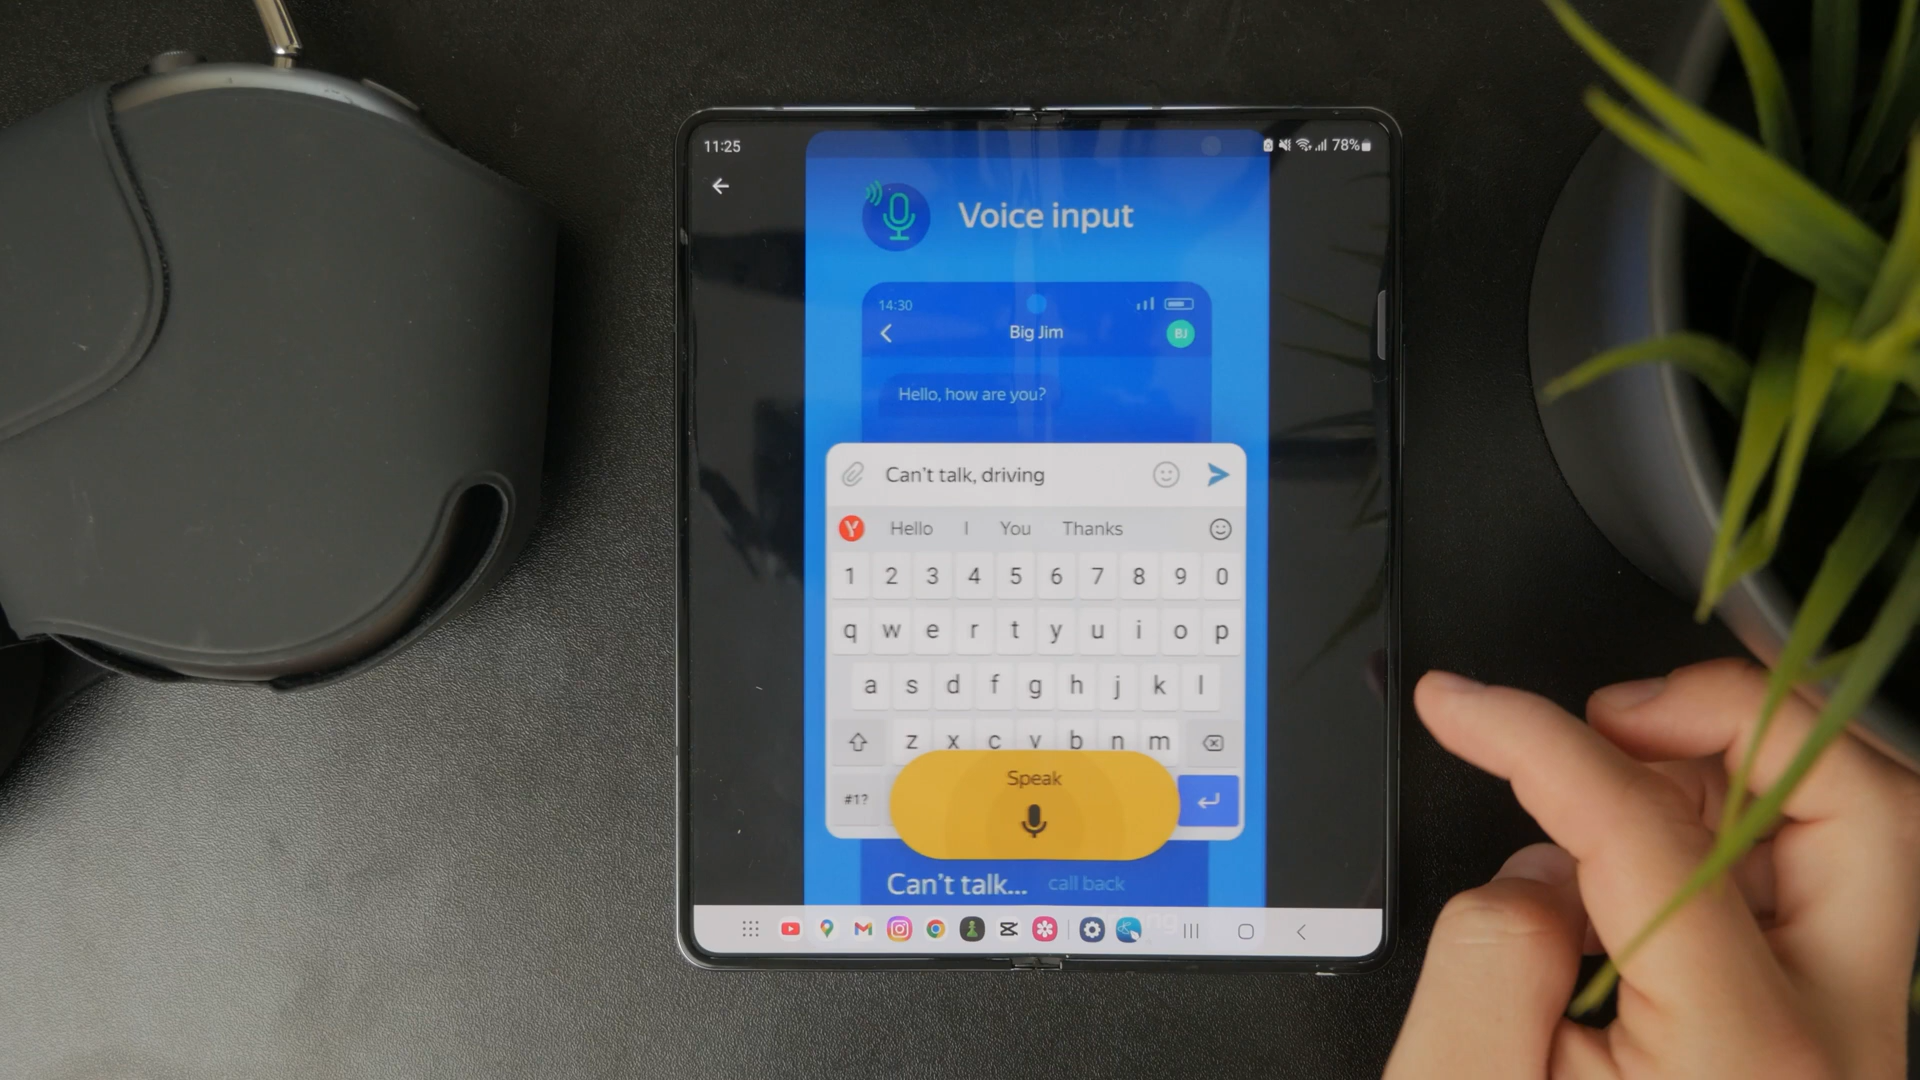 11:25
78%
Voice input
14:30
Big Jim
BJ
Hello, how are you?
Can't talk, driving
Y Hello I You Thanks
1 2 3 4 5 6 7 8 9 0
q w e r t y u i o p
a s d f g h j k l
z x c v b n m
#1?
Speak
Can't talk... call back